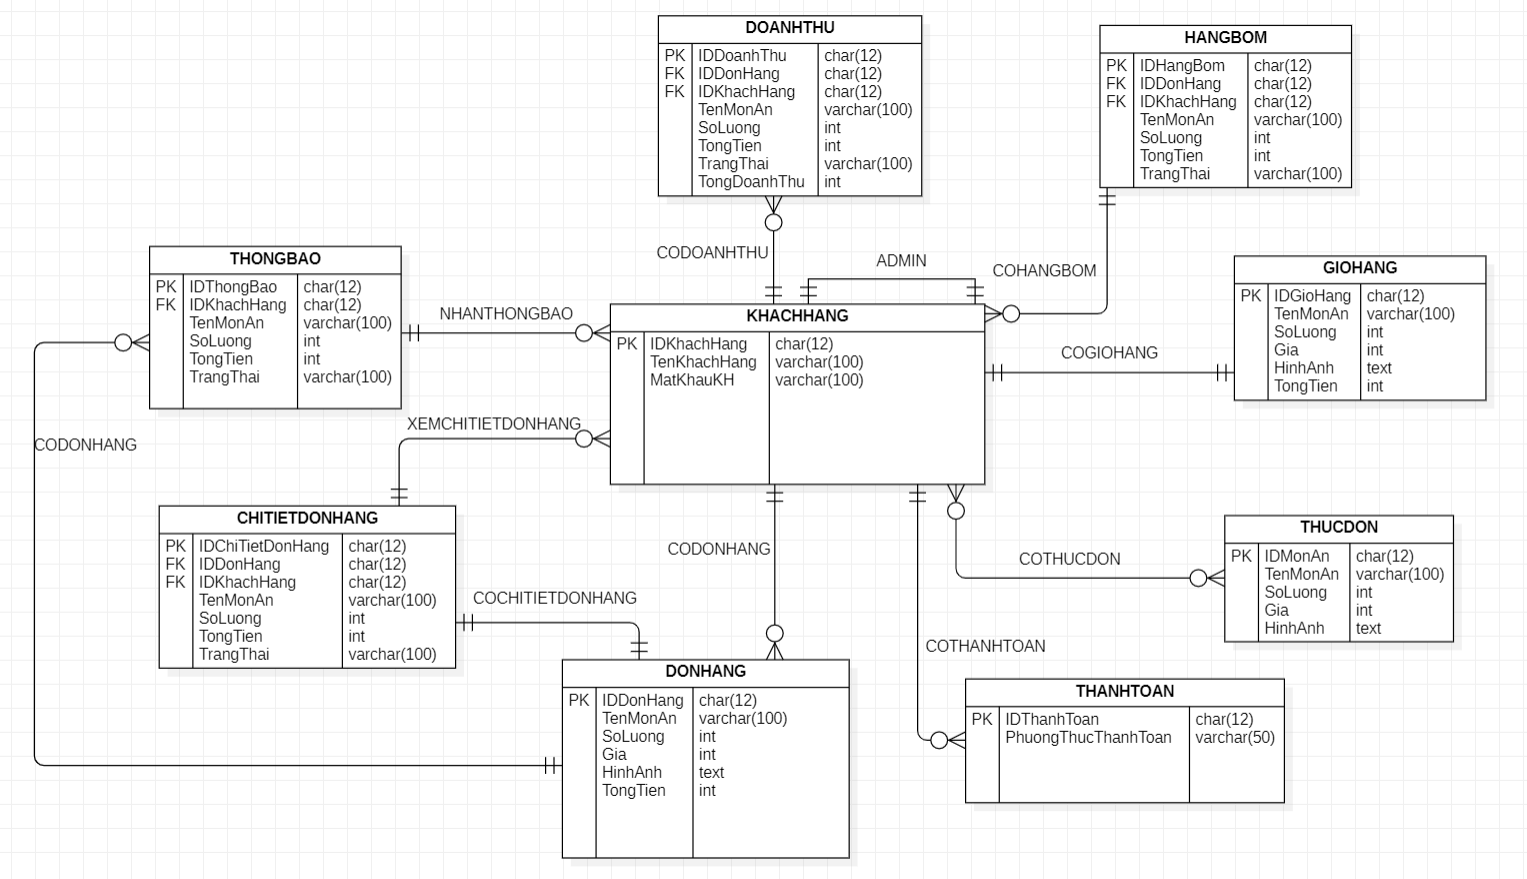 DOANHTHU
PK IDDoanhThu char(12)
FK IDDonHang char(12)
FK IDKhachHang char(12)
TenMonAn varchar(100)
SoLuong int
TongTien int
TrangThai varchar(100)
TongDoanhThu int
HANGBOM
PK IDHangBom char(12)
FK IDDonHang char(12)
FK IDKhachHang char(12)
TenMonAn varchar(100)
SoLuong int
TongTien int
TrangThai varchar(100)
CODOANHTHU
ADMIN
COHANGBOM
THONGBAO
PK IDThongBao char(12)
FK IDKhachHang char(12)
TenMonAn varchar(100)
SoLuong int
TongTien int
TrangThai varchar(100)
NHANTHONGBAO
KHACHHANG
PK IDKhachHang char(12)
TenKhachHang varchar(100)
MatKhauKH varchar(100)
COGIOHANG
GIOHANG
PK IDGioHang char(12)
TenMonAn varchar(100)
SoLuong int
Gia int
HinhAnh text
TongTien int
XEMCHITIETDONHANG
CODONHANG
CHITIETDONHANG
PK IDChiTietDonHang char(12)
FK IDDonHang char(12)
FK IDKhachHang char(12)
TenMonAn varchar(100)
SoLuong int
TongTien int
TrangThai varchar(100)
COCHITIETDONHANG
CODONHANG
COTHUCDON
THUCDON
PK IDMonAn char(12)
TenMonAn varchar(100)
SoLuong int
Gia int
HinhAnh text
COTHANHTOAN
DONHANG
PK IDDonHang char(12)
TenMonAn varchar(100)
SoLuong int
Gia int
HinhAnh text
TongTien int
THANHTOAN
PK IDThanhToan char(12)
PhuongThucThanhToan varchar(50)